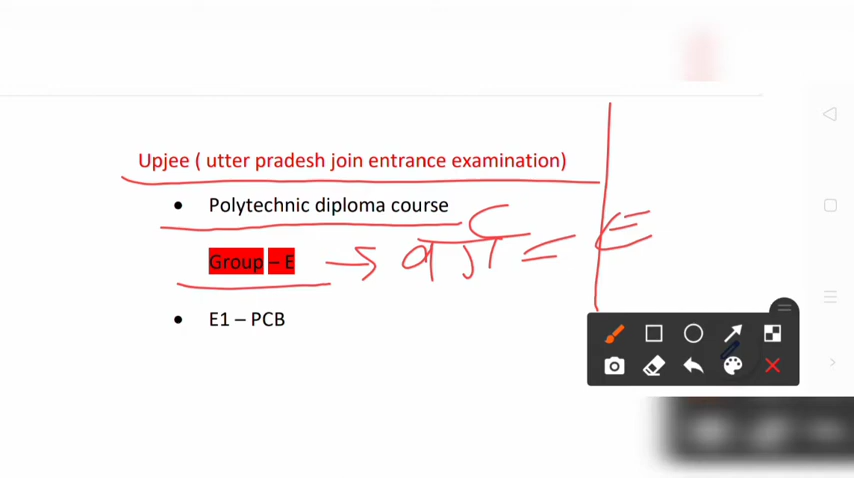 Upjee ( utter pradesh join entrance examination)
• Polytechnic diploma course
Group – E → वर्ग = E
• E1 – PCB